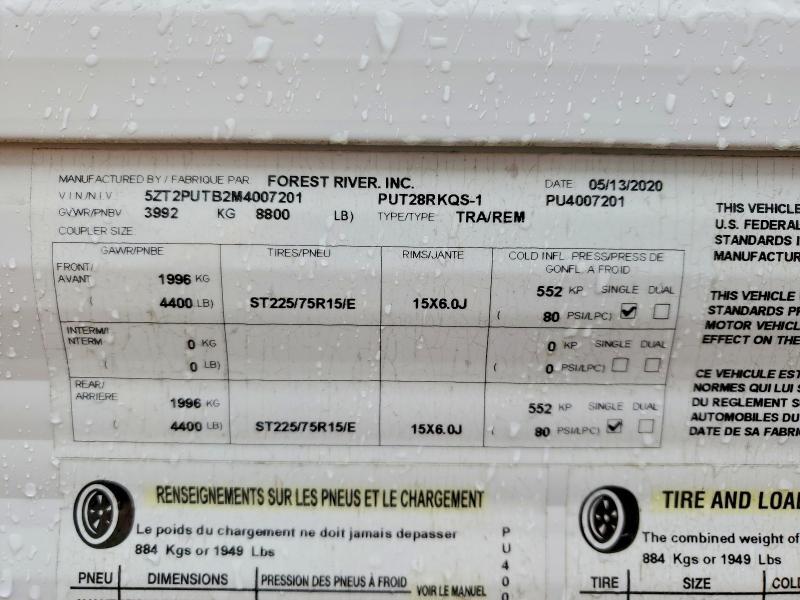 MANUFACTURED BY / FABRIQUE PAR FOREST RIVER. INC. DATE 05/13/2020
VIN/NIV 5ZT2PUTB2M4007201 PUT28RKQS-1 PU4007201
GVWR/PNBV 3992 KG 8800 LB) TYPE/TYPE TRA/REM
COUPLER SIZE
GAWR/PNBE TIRES/PNEU RIMS/JANTE COLD INFL. PRESS/PRESS DE
GONFL. A FROID
FRONT/
AVANT 1996 KG 552 KP SINGLE DUAL
( 4400 LB) ST225/75R15/E 15X6.0J ( 80 PSI/LPC)
INTERM/I
NTERM 0 KG 0 KP SINGLE DUAL
( 0 LB) ( 0 PSI/LPC)
REAR/
ARRIERE 1996 KG 552 KP SINGLE DUAL
( 4400 LB) ST225/75R15/E 15X6.0J ( 80 PSI/LPC)
THIS VEHICLE
U.S. FEDERAL
STANDARDS I
MANUFACTUR
THIS VEHICLE
STANDARDS PR
MOTOR VEHICL
EFFECT ON THE
CE VEHICULE EST
NORMES QUI LUI S
DU REGLEMENT S
AUTOMOBILES DU
DATE DE SA FABRI
RENSEIGNEMENTS SUR LES PNEUS ET LE CHARGEMENT
Le poids du chargement ne doit jamais depasser
884 Kgs or 1949 Lbs
PNEU DIMENSIONS PRESSION DES PNEUS À FROID VOIR LE MANUEL
P
U
4
0
0
TIRE AND LOA
The combined weight of
884 Kgs or 1949 Lbs
TIRE SIZE COLD